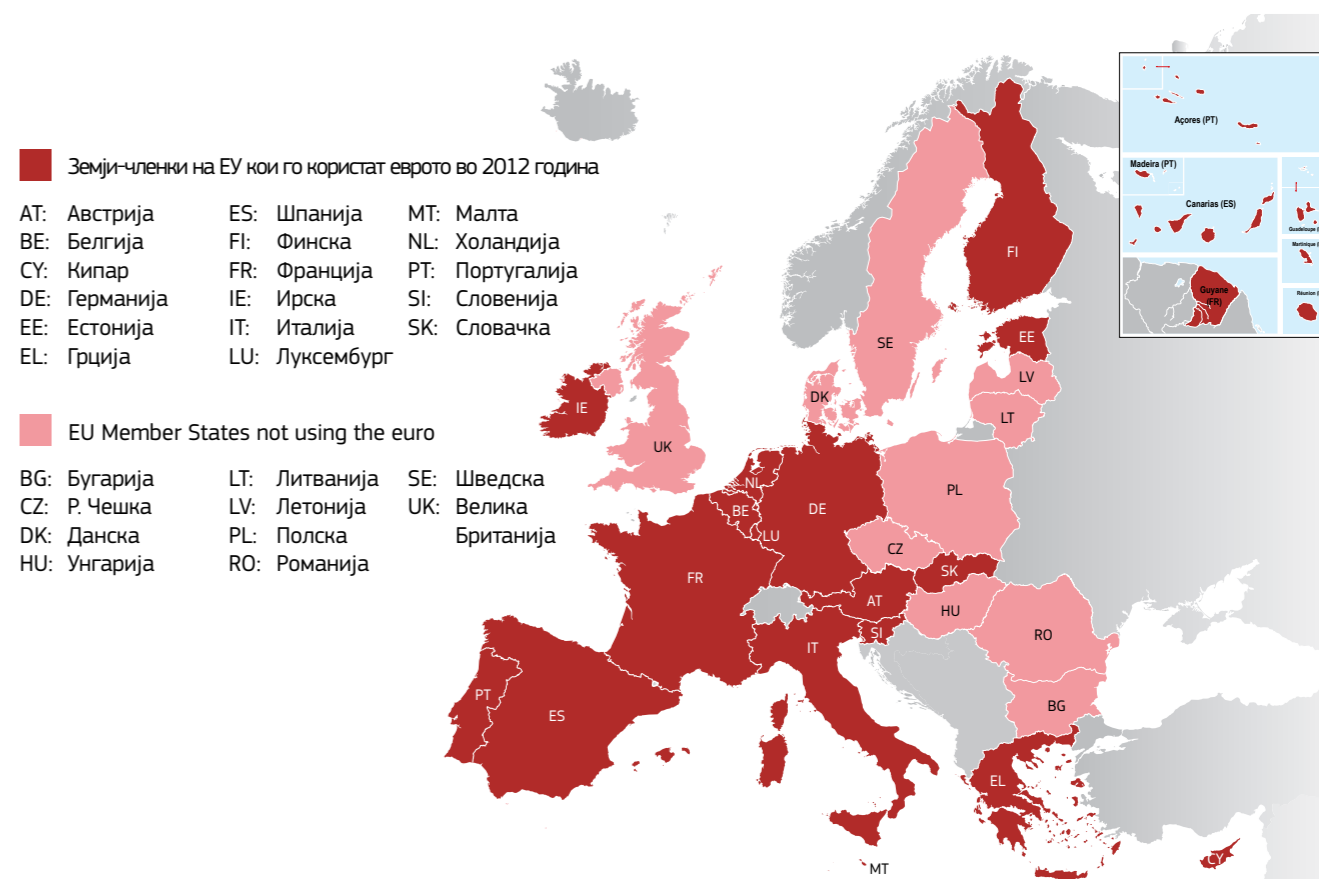 Земји-членки на ЕУ кои го користат еврото во 2012 година
AT: Австрија
BE: Белгија
CY: Кипар
DE: Германија
EE: Естонија
EL: Грција
ES: Шпанија
FI: Финска
FR: Франција
IE: Ирска
IT: Италија
LU: Луксембург
MT: Малта
NL: Холандија
PT: Португалија
SI: Словенија
SK: Словачка
EU Member States not using the euro
BG: Бугарија
CZ: Р. Чешка
DK: Данска
HU: Унгарија
LT: Литванија
LV: Летонија
PL: Полска
RO: Романија
SE: Шведска
UK: Велика
Британија
FI
SE
EE
LV
LT
DK
IE
UK
NL
BE
LU
DE
PL
CZ
SK
FR
AT
HU
SI
IT
RO
BG
PT
ES
EL
MT
CY
Açores (PT)
Madeira (PT)
Canarias (ES)
Guadeloupe
Martinique
Guyane
(FR)
Réunion